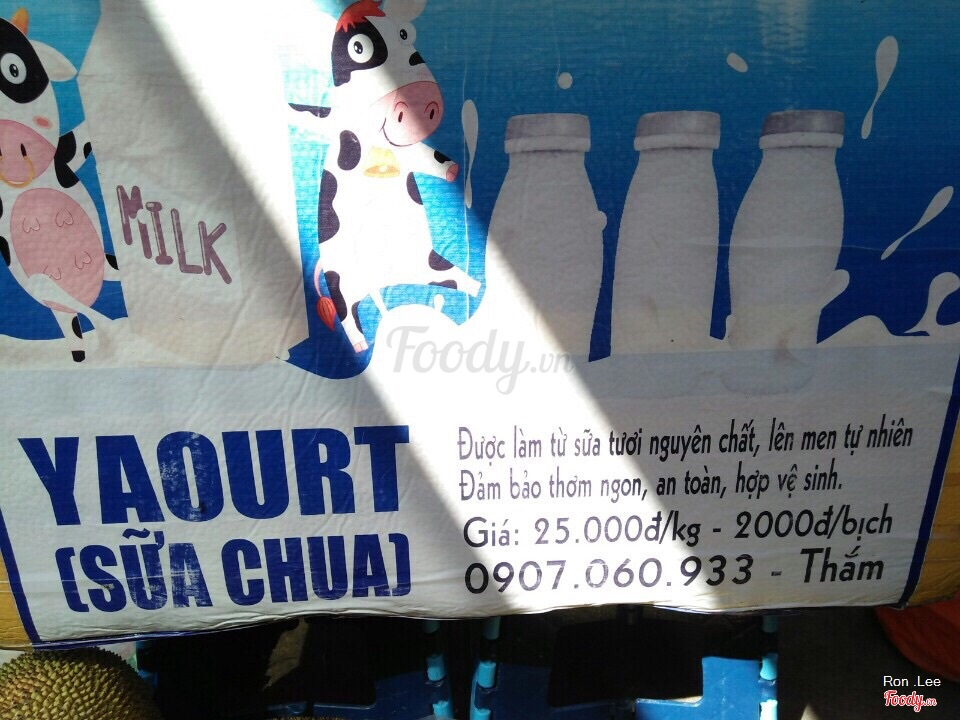 MILK
Foody.vn
YAOURT
(SỮA CHUA)
Được làm từ sữa tươi nguyên chất, lên men tự nhiên
Đảm bảo thơm ngon, an toàn, hợp vệ sinh.
Giá: 25.000đ/kg - 2000đ/bịch
0907.060.933 - Thắm
Ron .Lee
Foody.vn